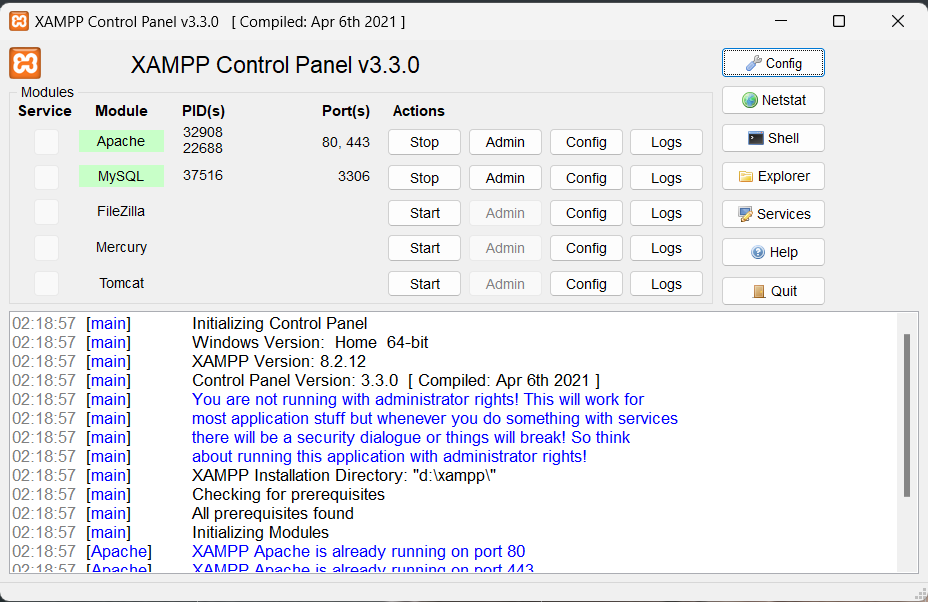 XAMPP Control Panel v3.3.0 [ Compiled: Apr 6th 2021 ]
XAMPP Control Panel v3.3.0
Config
Modules
Service Module PID(s) Port(s) Actions
Netstat
Apache 32908 22688 80, 443 Stop Admin Config Logs
Shell
MySQL 37516 3306 Stop Admin Config Logs
Explorer
FileZilla Start Admin Config Logs
Services
Mercury Start Admin Config Logs
Help
Tomcat Start Admin Config Logs
Quit
02:18:57 [main] Initializing Control Panel
02:18:57 [main] Windows Version: Home 64-bit
02:18:57 [main] XAMPP Version: 8.2.12
02:18:57 [main] Control Panel Version: 3.3.0 [ Compiled: Apr 6th 2021 ]
02:18:57 [main] You are not running with administrator rights! This will work for
02:18:57 [main] most application stuff but whenever you do something with services
02:18:57 [main] there will be a security dialogue or things will break! So think
02:18:57 [main] about running this application with administrator rights!
02:18:57 [main] XAMPP Installation Directory: "d:\xampp\"
02:18:57 [main] Checking for prerequisites
02:18:57 [main] All prerequisites found
02:18:57 [main] Initializing Modules
02:18:57 [Apache] XAMPP Apache is already running on port 80
02:18:57 [Apache] XAMPP Apache is already running on port 443